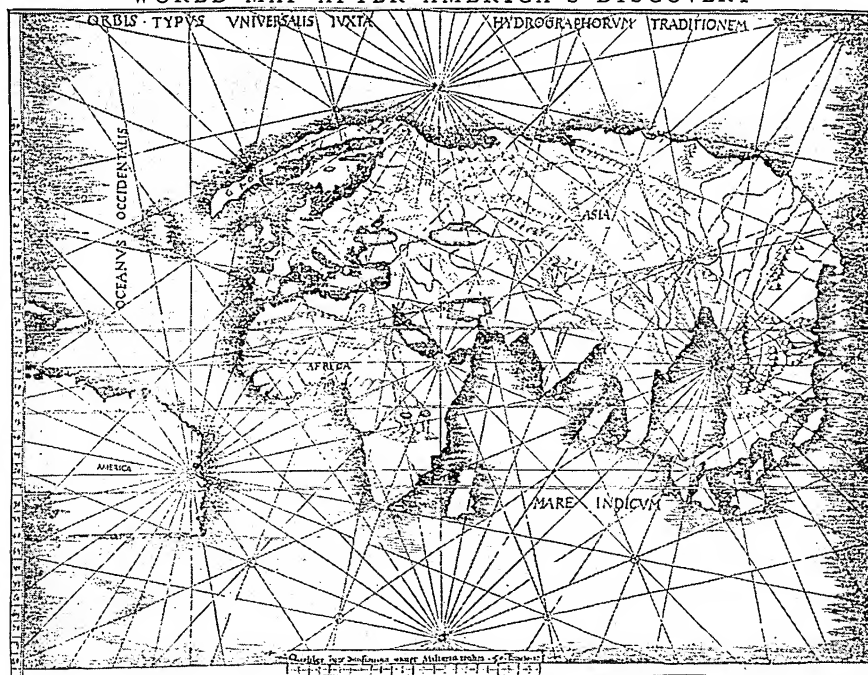 WORLD MAP AFTER AMERICA'S DISCOVERY
ORBIS · TYPVS VNIVERSALIS IVXTA HYDROGRAPHORVM TRADITIONEM
OCEANVS OCCIDENTALIS
ASIA
AFRICA
AMERICA
MARE INDICVM